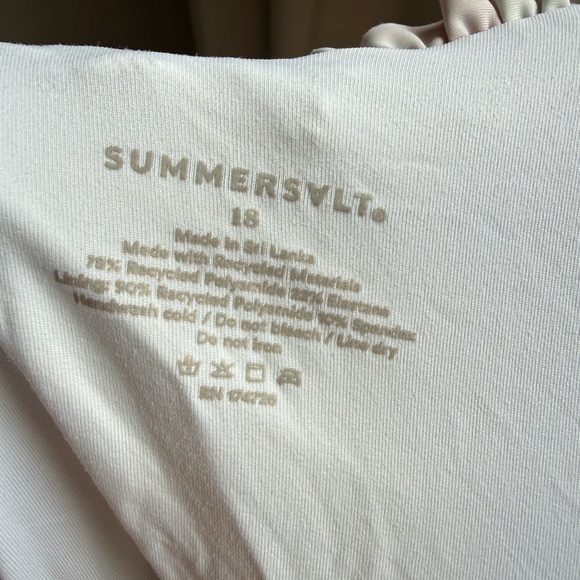 SUMMERSALT®
18
Made in Sri Lanka
Made with Recycled Materials
78% Recycled Polyamide 22% Elastane
Lining: 90% Recycled Polyamide 10% Spandex
Handwash cold / Do not bleach / Line dry
Do not iron
RN 174726